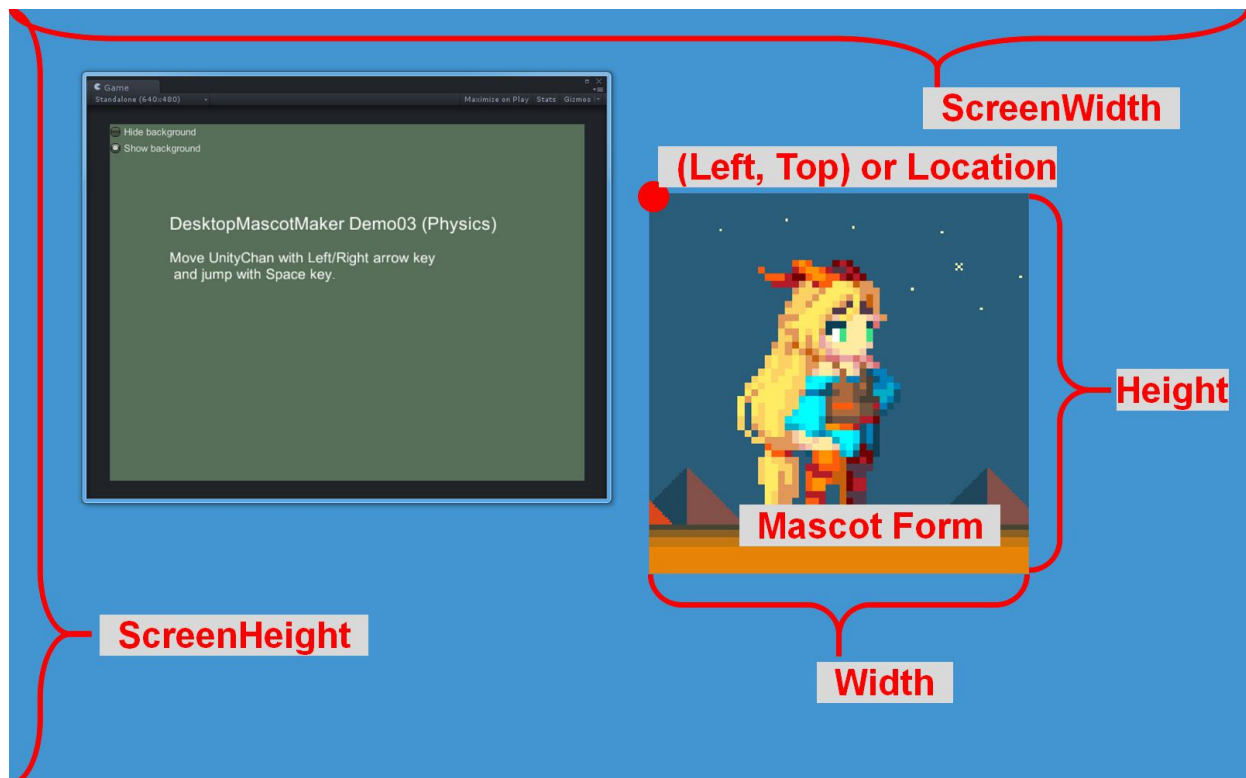 Game
Standalone (640x480)
Maximize on Play Stats Gizmos
Hide background
Show background
DesktopMascotMaker Demo03 (Physics)
Move UnityChan with Left/Right arrow key
and jump with Space key.
ScreenWidth
(Left, Top) or Location
Height
Mascot Form
ScreenHeight
Width